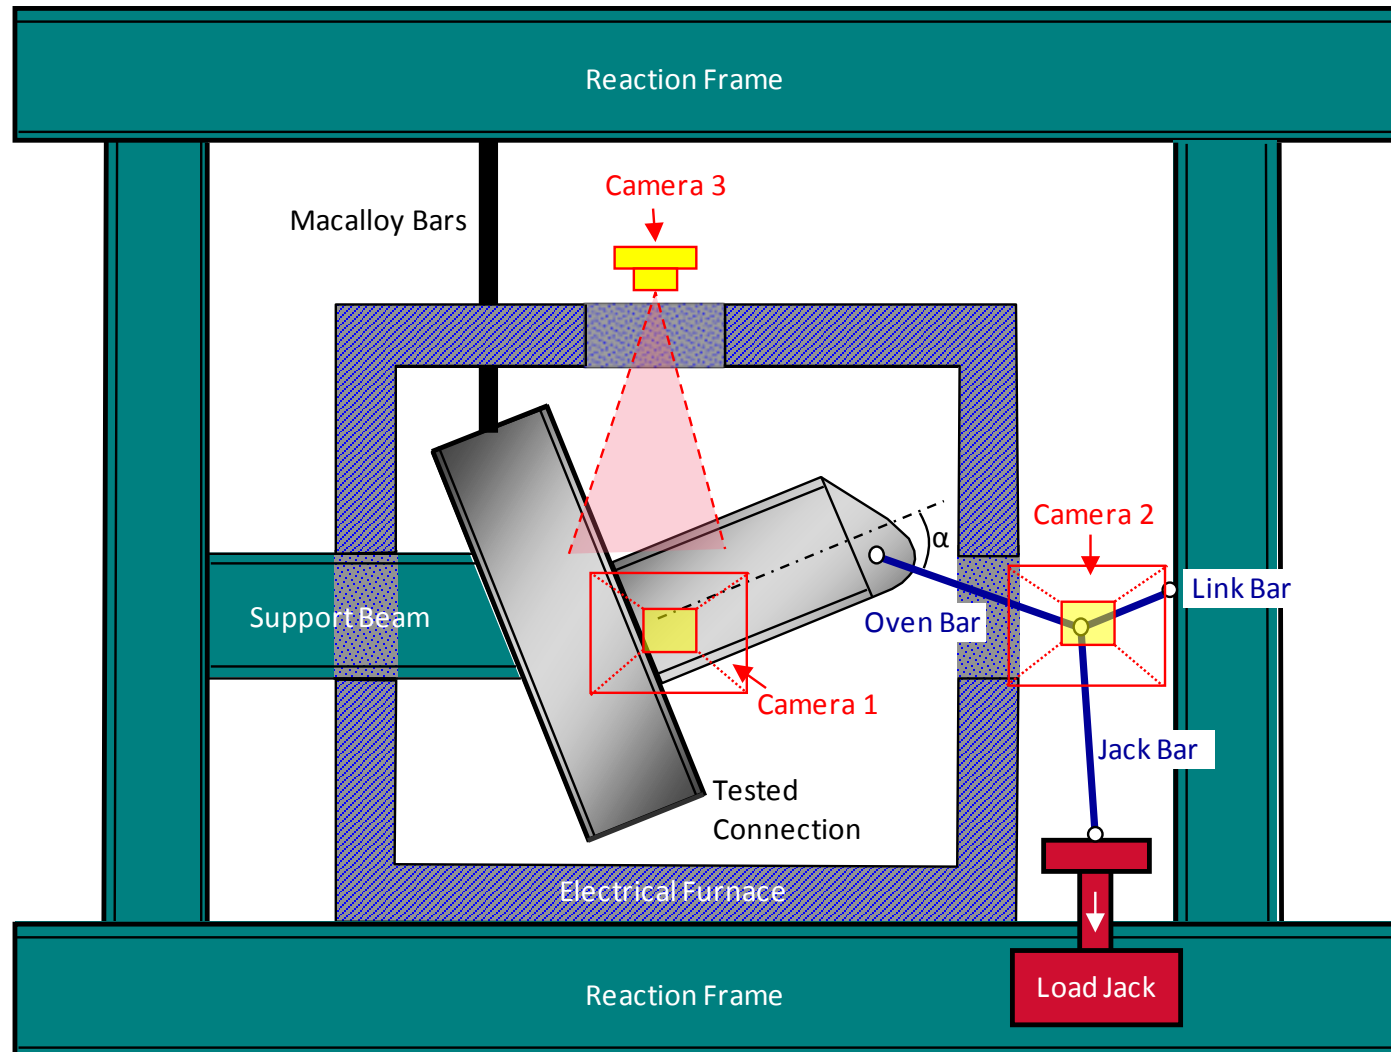 Reaction Frame
Camera 3
Macalloy Bars
Camera 2
α
Link Bar
Support Beam
Oven Bar
Camera 1
Jack Bar
Tested
Connection
Electrical Furnace
Load Jack
Reaction Frame